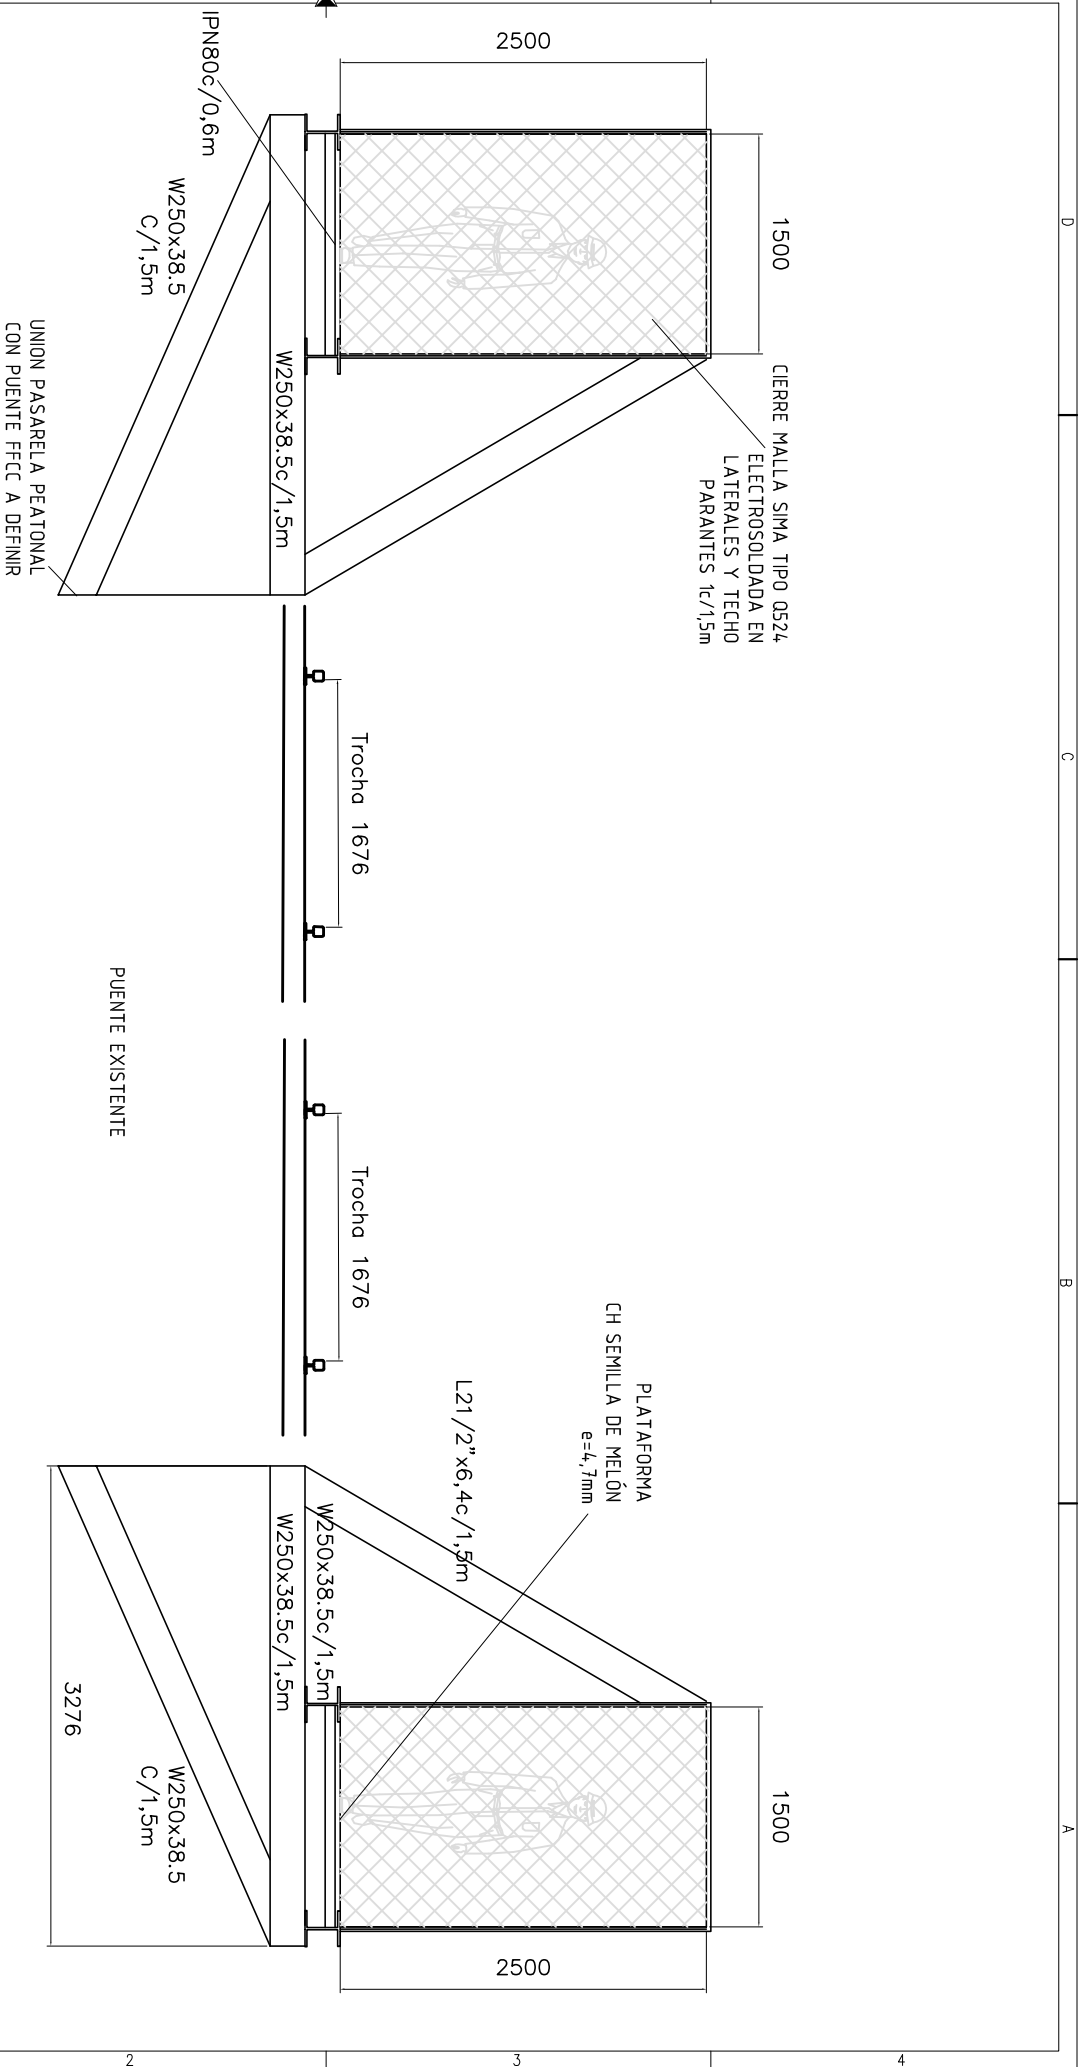 2500
1500
IPN80c/0,6m
W250x38.5
C/1,5m
W250x38.5c/1,5m
UNION PASARELA PEATONAL
CON PUENTE FFCC A DEFINIR
CIERRE MALLA SIMA TIPO Q524
ELECTROSOLDADA EN
LATERALES Y TECHO
PARANTES 1c/1,5m
Trocha 1676
Trocha 1676
PUENTE EXISTENTE
PLATAFORMA
CH SEMILLA DE MELÓN
e=4,7mm
L21/2"x6,4c/1,5m
W250x38.5c/1,5m
W250x38.5c/1,5m
W250x38.5
C/1,5m
3276
1500
2500
D
C
B
A
2
3
4